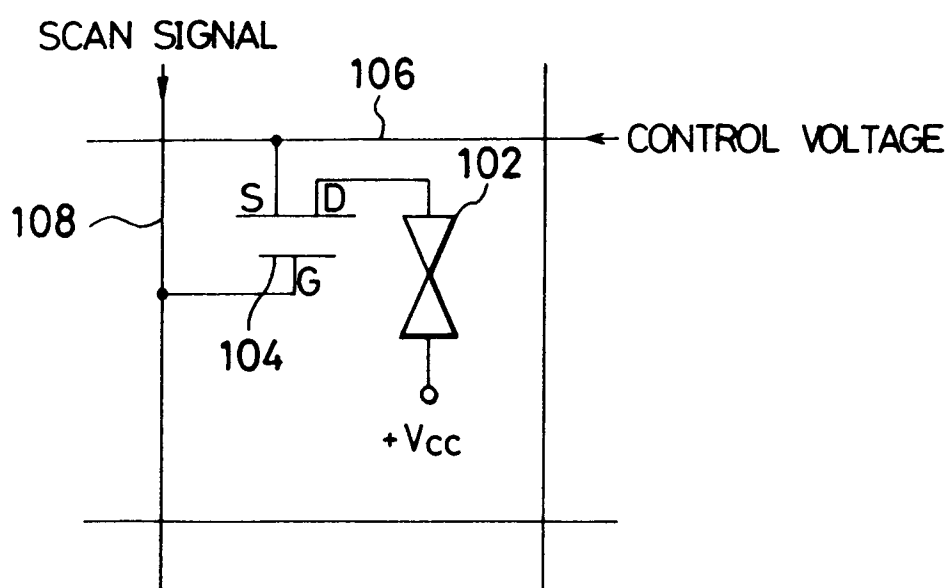 SCAN SIGNAL
106
CONTROL VOLTAGE
102
S D
108
G
104
+Vcc